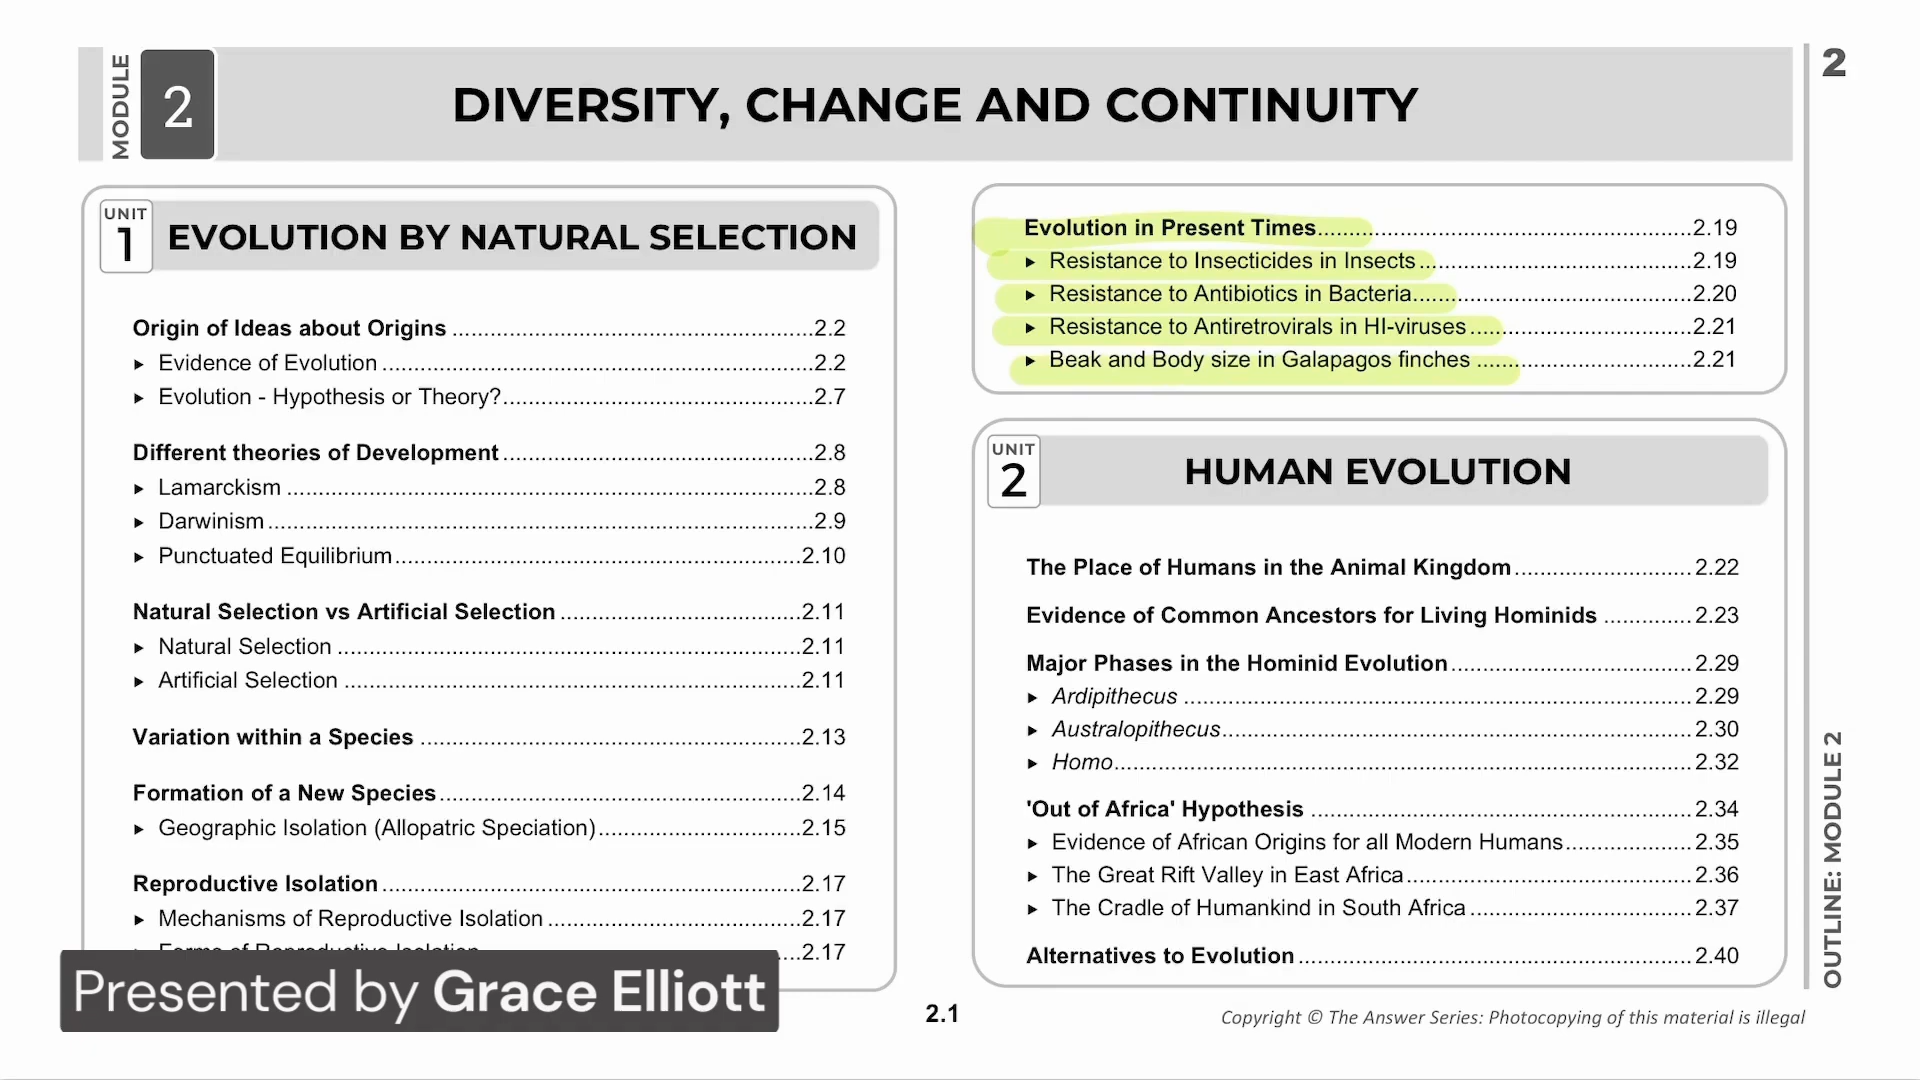 MODULE
2
DIVERSITY, CHANGE AND CONTINUITY
2
UNIT
1
EVOLUTION BY NATURAL SELECTION
Origin of Ideas about Origins ........................................................2.2
► Evidence of Evolution ...................................................................2.2
► Evolution - Hypothesis or Theory?.................................................2.7
Different theories of Development .................................................2.8
► Lamarckism ..................................................................................2.8
► Darwinism.....................................................................................2.9
► Punctuated Equilibrium................................................................2.10
Natural Selection vs Artificial Selection ......................................2.11
► Natural Selection .........................................................................2.11
► Artificial Selection ........................................................................2.11
Variation within a Species ............................................................2.13
Formation of a New Species.........................................................2.14
► Geographic Isolation (Allopatric Speciation)................................2.15
Reproductive Isolation ..................................................................2.17
► Mechanisms of Reproductive Isolation ........................................2.17
► Forms of Reproductive Isolation ....2.17
Evolution in Present Times...........................................................2.19
► Resistance to Insecticides in Insects...........................................2.19
► Resistance to Antibiotics in Bacteria............................................2.20
► Resistance to Antiretrovirals in HI-viruses ...................................2.21
► Beak and Body size in Galapagos finches ..................................2.21
UNIT
2
HUMAN EVOLUTION
The Place of Humans in the Animal Kingdom............................2.22
Evidence of Common Ancestors for Living Hominids ..............2.23
Major Phases in the Hominid Evolution......................................2.29
► Ardipithecus ................................................................................2.29
► Australopithecus..........................................................................2.30
► Homo...........................................................................................2.32
'Out of Africa' Hypothesis ............................................................2.34
► Evidence of African Origins for all Modern Humans....................2.35
► The Great Rift Valley in East Africa.............................................2.36
► The Cradle of Humankind in South Africa ...................................2.37
Alternatives to Evolution ..............................................................2.40
OUTLINE: MODULE 2
Presented by Grace Elliott
2.1
Copyright © The Answer Series: Photocopying of this material is illegal